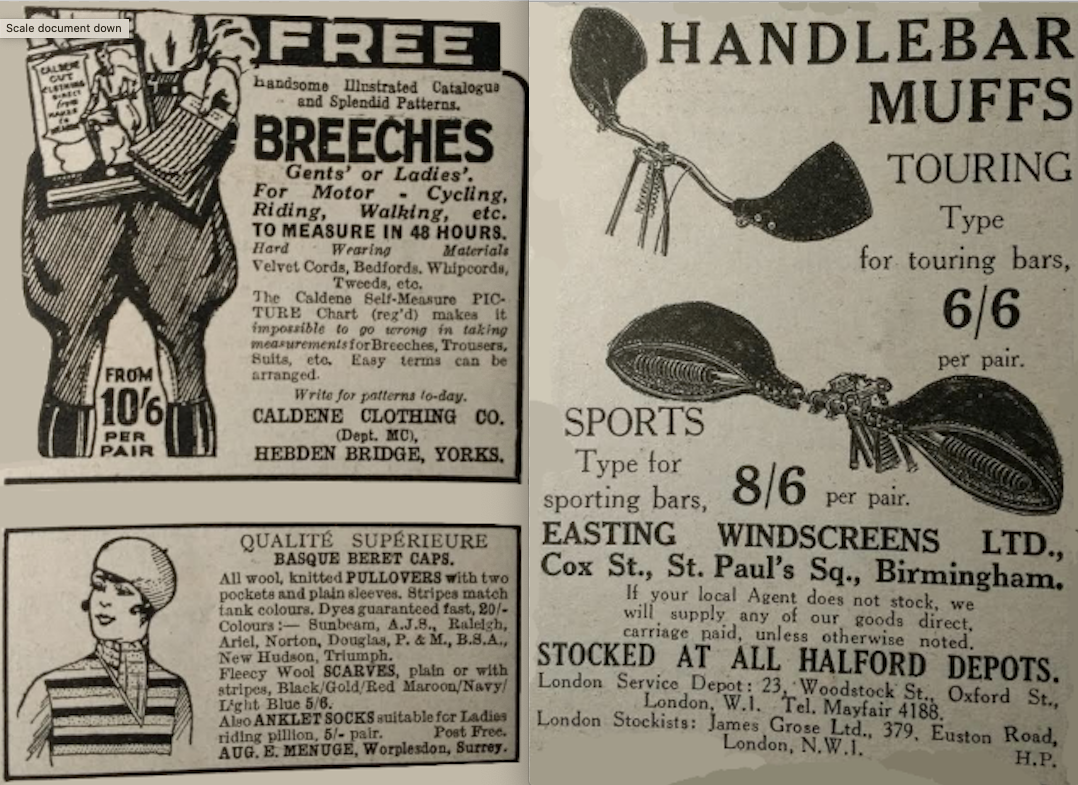 Scale document down
CALDENE
CUT
CLOTHING
DIRECT
from
MAKER
TO
WEARER
FREE
Handsome Illustrated Catalogue
and Splendid Patterns.
BREECHES
Gents' or Ladies'.
For Motor - Cycling,
Riding, Walking, etc.
TO MEASURE IN 48 HOURS.
Hard Wearing Materials
Velvet Cords, Bedfords, Whipcords,
Tweeds, etc.
The Caldene Self-Measure PIC-
TURE Chart (reg'd) makes it
impossible to go wrong in taking
measurements for Breeches, Trousers,
Suits, etc. Easy terms can be
arranged.
Write for patterns to-day.
CALDENE CLOTHING CO.
(Dept. MC),
HEBDEN BRIDGE, YORKS.
FROM
10'6
PER
PAIR
QUALITÉ SUPÉRIEURE
BASQUE BERET CAPS.
All wool, knitted PULLOVERS with two
pockets and plain sleeves. Stripes match
tank colours. Dyes guaranteed fast, 20/-
Colours:— Sunbeam, A.J.S., Raleigh,
Ariel, Norton, Douglas, P. & M., B.S.A.,
New Hudson, Triumph.
Fleecy Wool SCARVES, plain or with
stripes, Black/Gold/Red Maroon/Navy/
Light Blue 5/6.
Also ANKLET SOCKS suitable for Ladies
riding pillion, 5/- pair. Post Free.
AUG. E. MENUGE, Worplesdon, Surrey.
HANDLEBAR
MUFFS
TOURING
Type
for touring bars,
6/6
per pair.
SPORTS
Type for
sporting bars, 8/6 per pair.
EASTING WINDSCREENS LTD.,
Cox St., St. Paul's Sq., Birmingham.
If your local Agent does not stock, we
will supply any of our goods direct,
carriage paid, unless otherwise noted.
STOCKED AT ALL HALFORD DEPOTS.
London Service Depot: 23, Woodstock St., Oxford St.,
London, W.1. Tel. Mayfair 4188.
London Stockists: James Grose Ltd., 379, Euston Road,
London, N.W.1.
H.P.